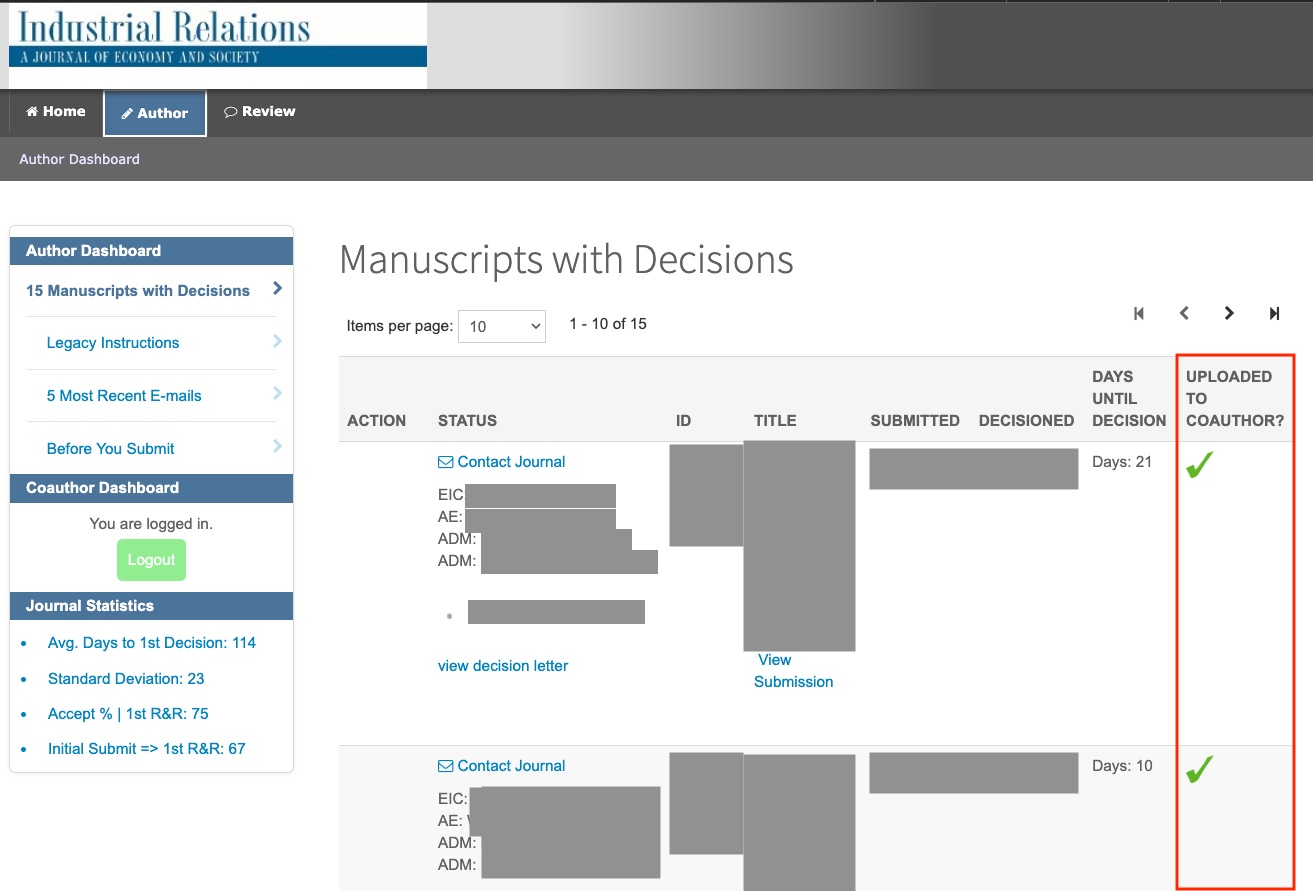 Industrial Relations
A JOURNAL OF ECONOMY AND SOCIETY
Home
Author
Review
Author Dashboard
Author Dashboard
15 Manuscripts with Decisions
Legacy Instructions
5 Most Recent E-mails
Before You Submit
Coauthor Dashboard
You are logged in.
Logout
Journal Statistics
Avg. Days to 1st Decision: 114
Standard Deviation: 23
Accept % | 1st R&R: 75
Initial Submit => 1st R&R: 67
Manuscripts with Decisions
Items per page: 10 1 - 10 of 15
ACTION STATUS ID TITLE SUBMITTED DECISIONED DAYS UNTIL DECISION UPLOADED TO COAUTHOR?
Contact Journal Days: 21
EIC
AE:
ADM:
ADM:
view decision letter
View
Submission
Contact Journal Days: 10
EIC:
AE:
ADM:
ADM: